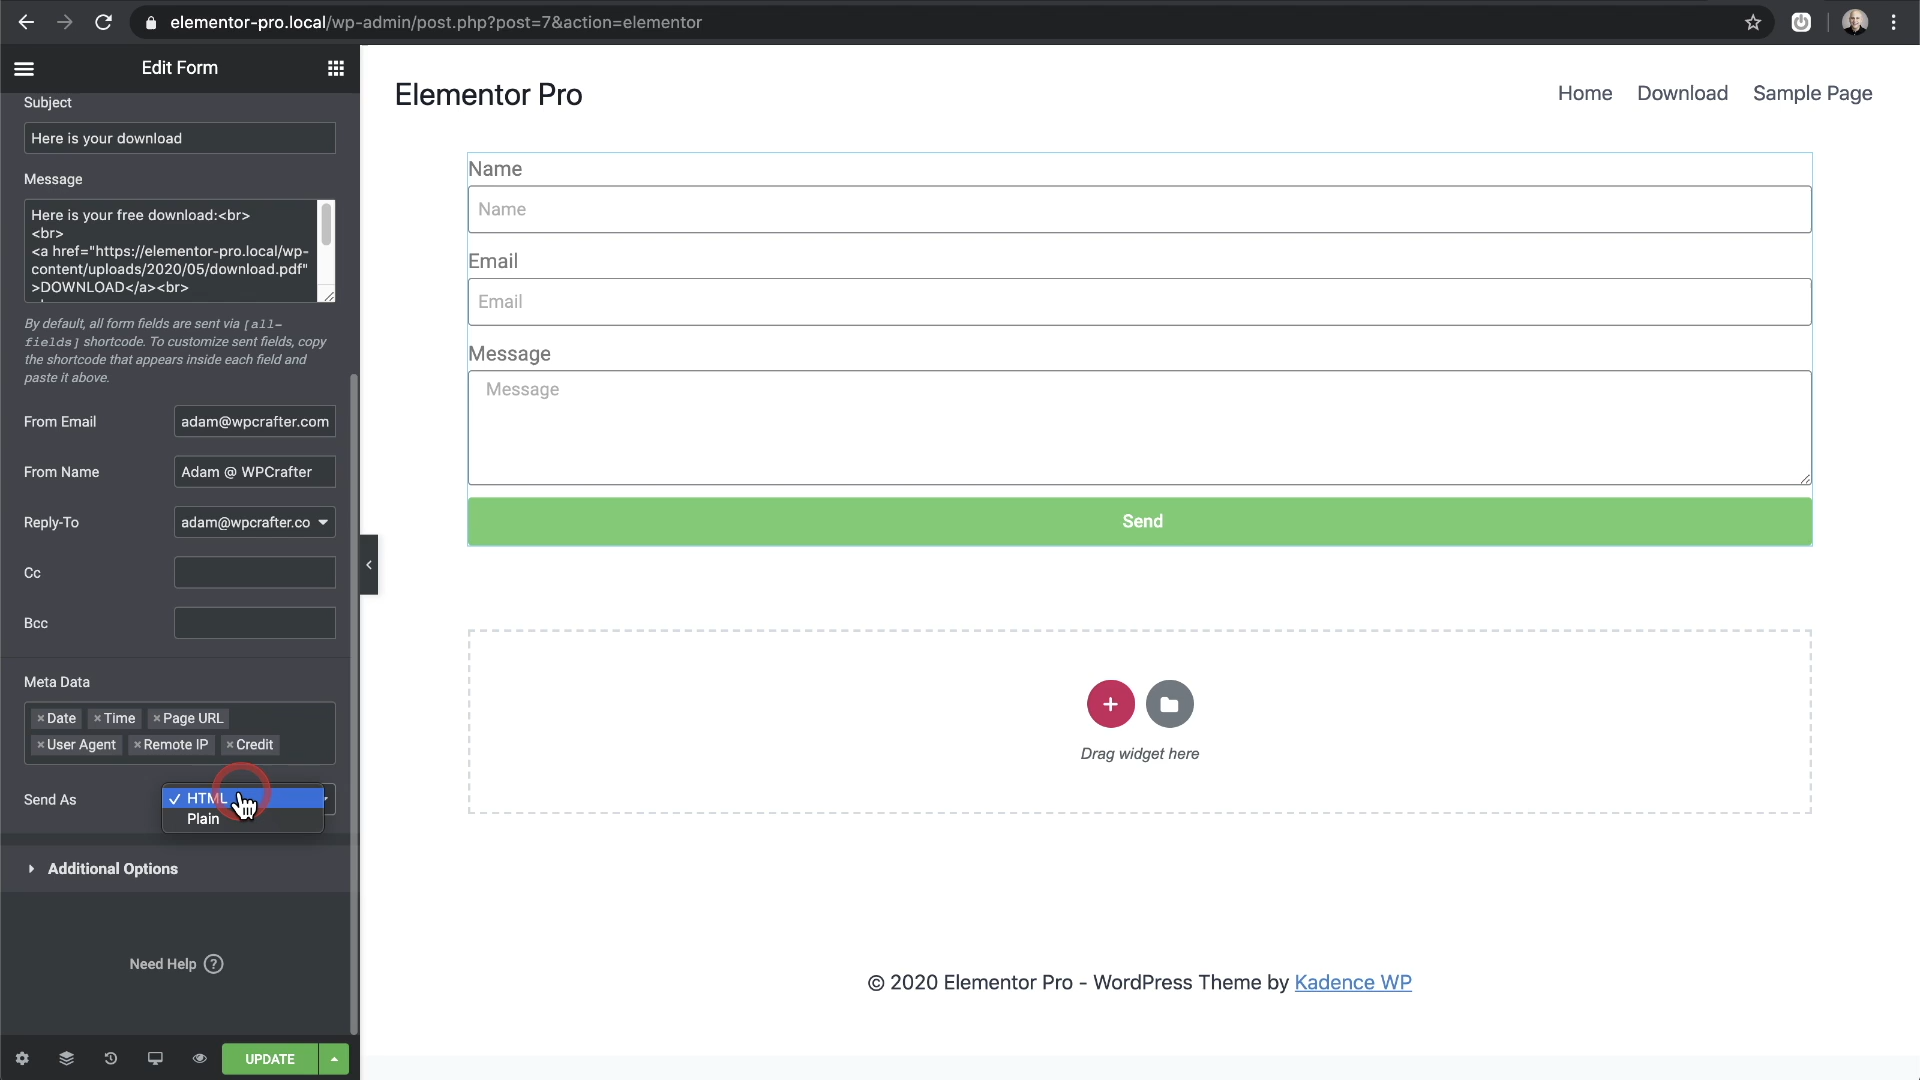 elementor-pro.local/wp-admin/post.php?post=7&action=elementor
Edit Form
Subject
Here is your download
Message
Here is your free download:<br>
<br>
<a href="https://elementor-pro.local/wp-
content/uploads/2020/05/download.pdf"
>DOWNLOAD</a><br>
By default, all form fields are sent via [all-
fields] shortcode. To customize sent fields, copy
the shortcode that appears inside each field and
paste it above.
From Email
adam@wpcrafter.com
From Name
Adam @ WPCrafter
Reply-To
adam@wpcrafter.co
Cc
Bcc
Meta Data
× Date × Time × Page URL
× User Agent × Remote IP × Credit
Send As
✓ HTML
Plain
Additional Options
Need Help ?
UPDATE
Elementor Pro
Home Download Sample Page
Name
Name
Email
Email
Message
Message
Send
Drag widget here
© 2020 Elementor Pro - WordPress Theme by Kadence WP